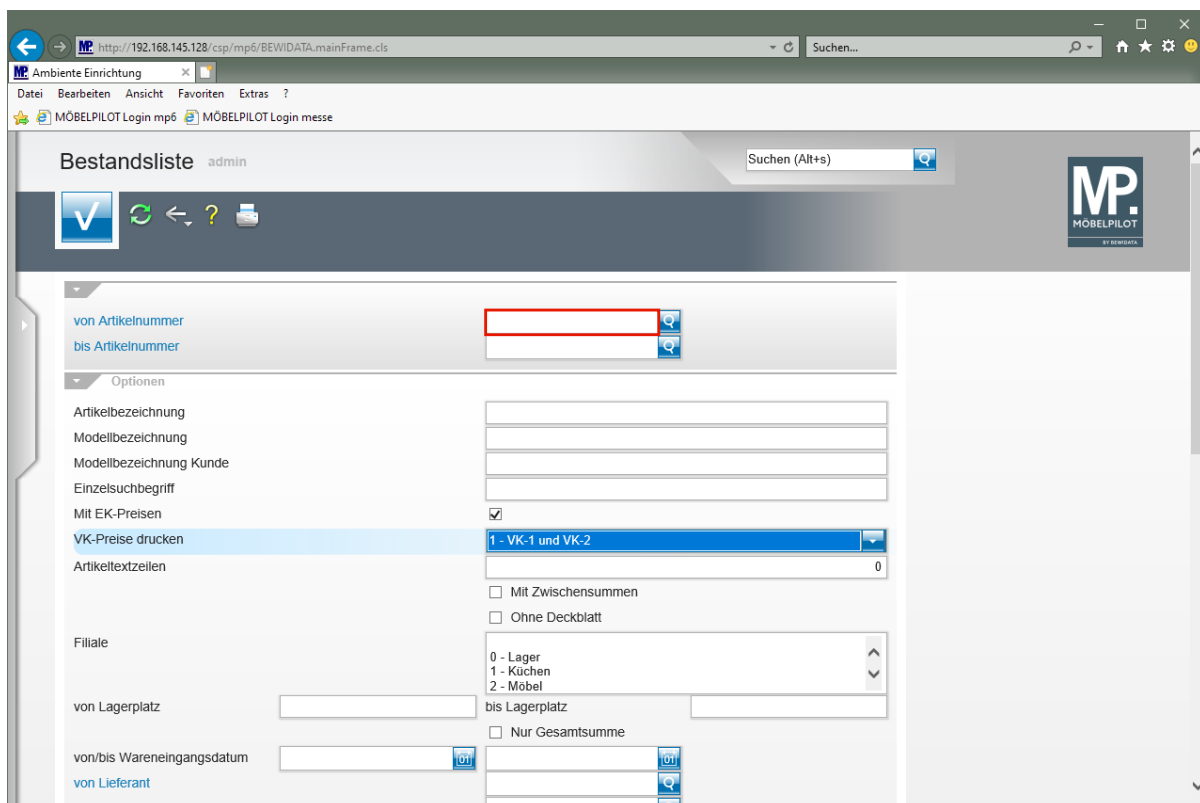 http://192.168.145.128/csp/mp6/BEWIDATA.mainFrame.cls
Suchen...
MP. Ambiente Einrichtung
Datei Bearbeiten Ansicht Favoriten Extras ?
MÖBELPILOT Login mp6 MÖBELPILOT Login messe
Bestandsliste admin
Suchen (Alt+s)
MP.
MÖBELPILOT
BY BEWIDATA
von Artikelnummer
bis Artikelnummer
Optionen
Artikelbezeichnung
Modellbezeichnung
Modellbezeichnung Kunde
Einzelsuchbegriff
Mit EK-Preisen
VK-Preise drucken 1 - VK-1 und VK-2
Artikeltextzeilen 0
Mit Zwischensummen
Ohne Deckblatt
Filiale
0 - Lager
1 - Küchen
2 - Möbel
von Lagerplatz bis Lagerplatz
Nur Gesamtsumme
von/bis Wareneingangsdatum 01 01
von Lieferant